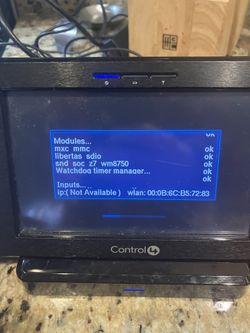 ok
Modules...
mxc_mmc ok
libertas_sdio ok
snd_soc_z7_wm8750 ok
Watchdog timer manager... ok
ok
Inputs...
ip:( Not Available ) wlan: 00:0B:6C:B5:72:83
Control4